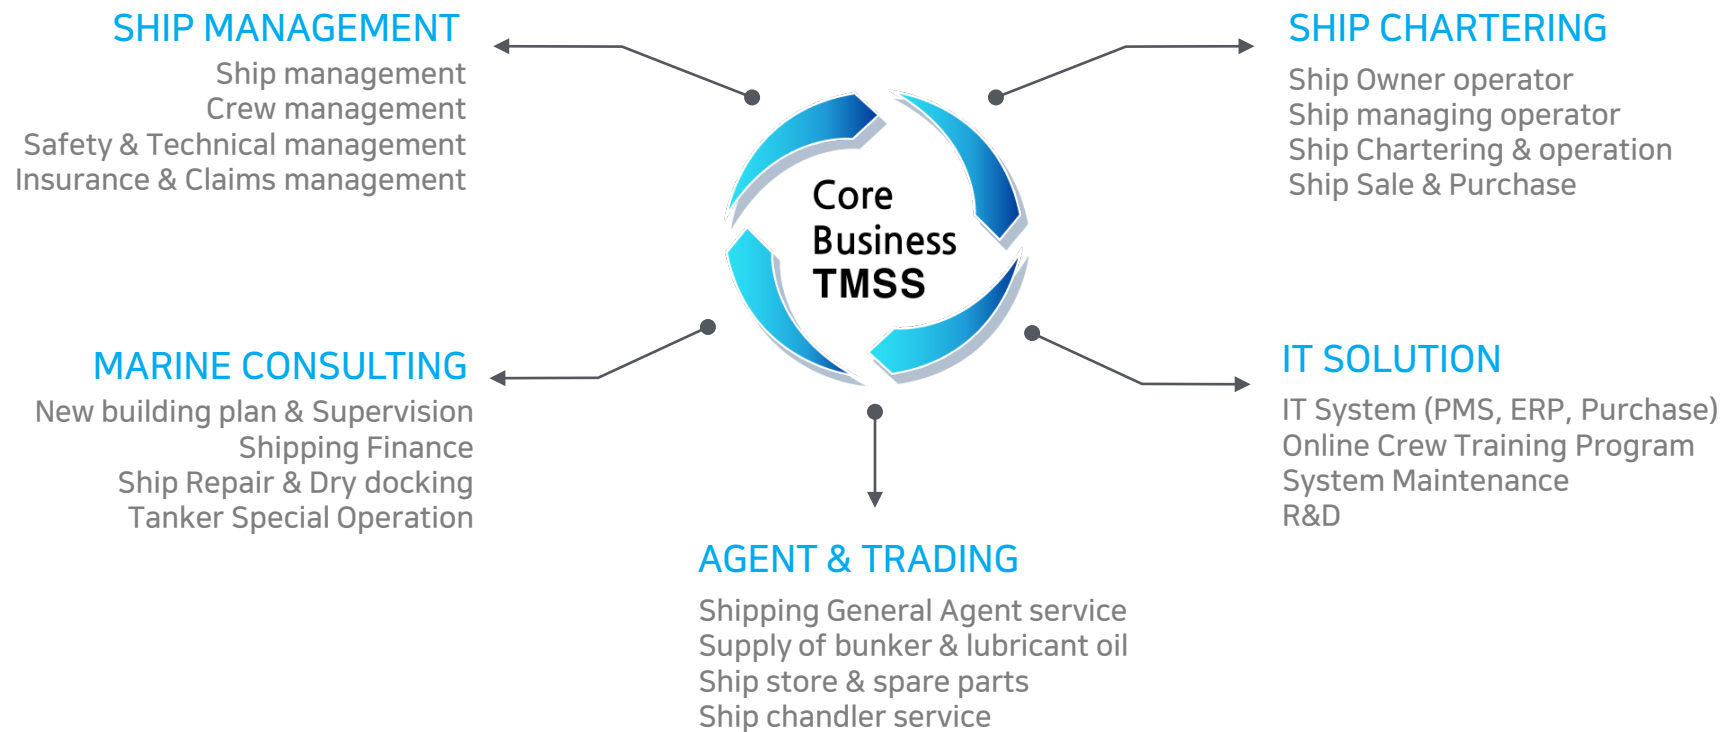 SHIP MANAGEMENT
Ship management
Crew management
Safety & Technical management
Insurance & Claims management
SHIP CHARTERING
Ship Owner operator
Ship managing operator
Ship Chartering & operation
Ship Sale & Purchase
Core
Business
TMSS
MARINE CONSULTING
New building plan & Supervision
Shipping Finance
Ship Repair & Dry docking
Tanker Special Operation
IT SOLUTION
IT System (PMS, ERP, Purchase)
Online Crew Training Program
System Maintenance
R&D
AGENT & TRADING
Shipping General Agent service
Supply of bunker & lubricant oil
Ship store & spare parts
Ship chandler service